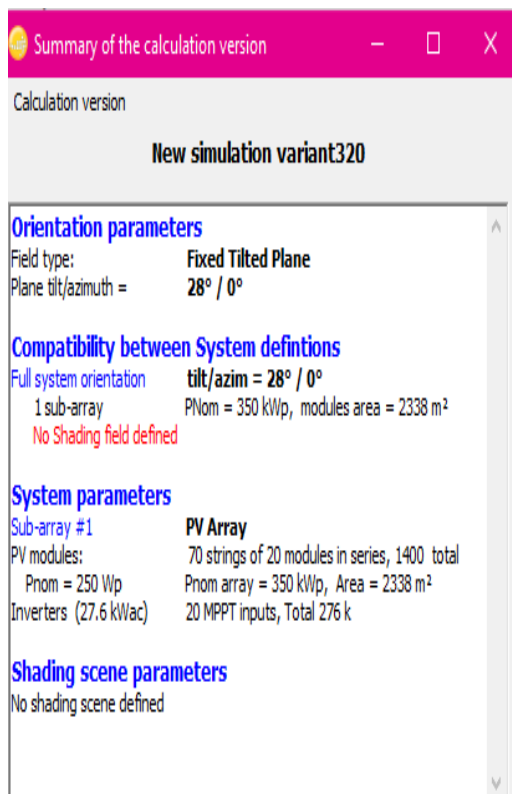 Summary of the calculation version
Calculation version
New simulation variant320
Orientation parameters
Field type: Fixed Tilted Plane
Plane tilt/azimuth = 28° / 0°
Compatibility between System defintions
Full system orientation tilt/azim = 28° / 0°
1 sub-array PNom = 350 kWp, modules area = 2338 m²
No Shading field defined
System parameters
Sub-array #1 PV Array
PV modules: 70 strings of 20 modules in series, 1400 total
Pnom = 250 Wp Pnom array = 350 kWp, Area = 2338 m²
Inverters (27.6 kWac) 20 MPPT inputs, Total 276 k
Shading scene parameters
No shading scene defined